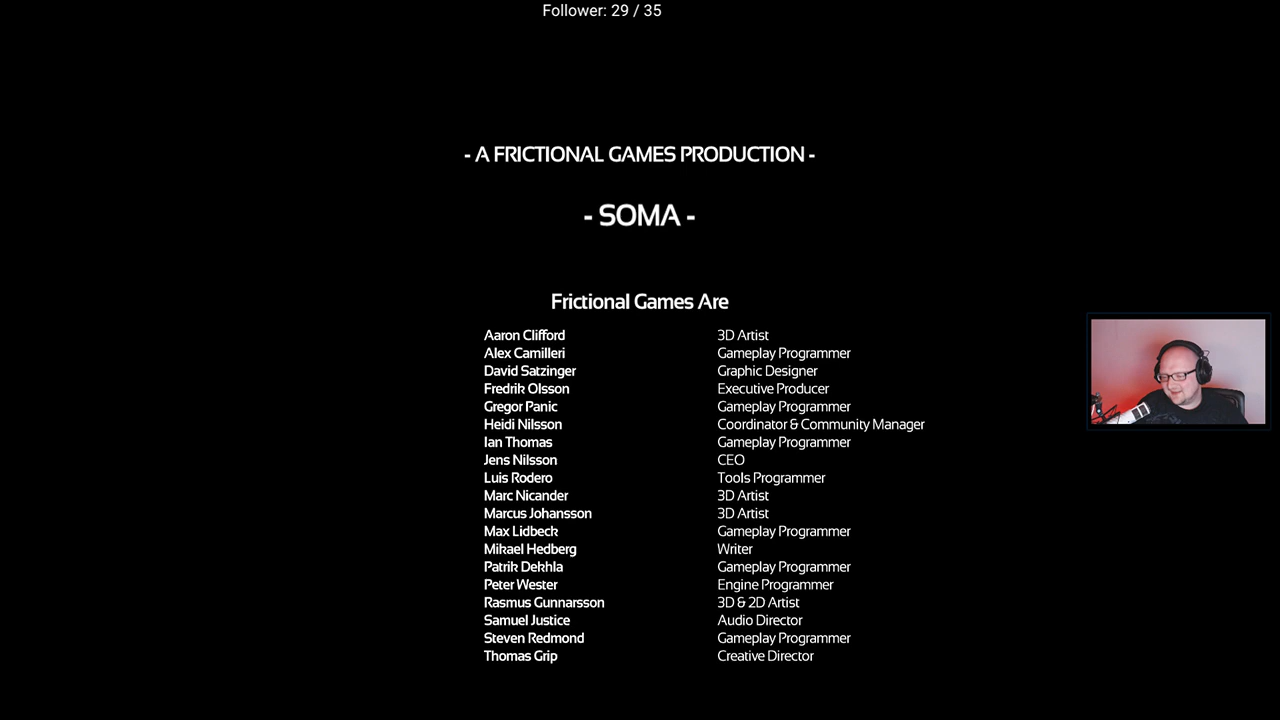 Follower: 29 / 35
- A FRICTIONAL GAMES PRODUCTION -
- SOMA -
Frictional Games Are
Aaron Clifford 3D Artist
Alex Camilleri Gameplay Programmer
David Satzinger Graphic Designer
Fredrik Olsson Executive Producer
Gregor Panic Gameplay Programmer
Heidi Nilsson Coordinator & Community Manager
Ian Thomas Gameplay Programmer
Jens Nilsson CEO
Luis Rodero Tools Programmer
Marc Nicander 3D Artist
Marcus Johansson 3D Artist
Max Lidbeck Gameplay Programmer
Mikael Hedberg Writer
Patrik Dekhla Gameplay Programmer
Peter Wester Engine Programmer
Rasmus Gunnarsson 3D & 2D Artist
Samuel Justice Audio Director
Steven Redmond Gameplay Programmer
Thomas Grip Creative Director